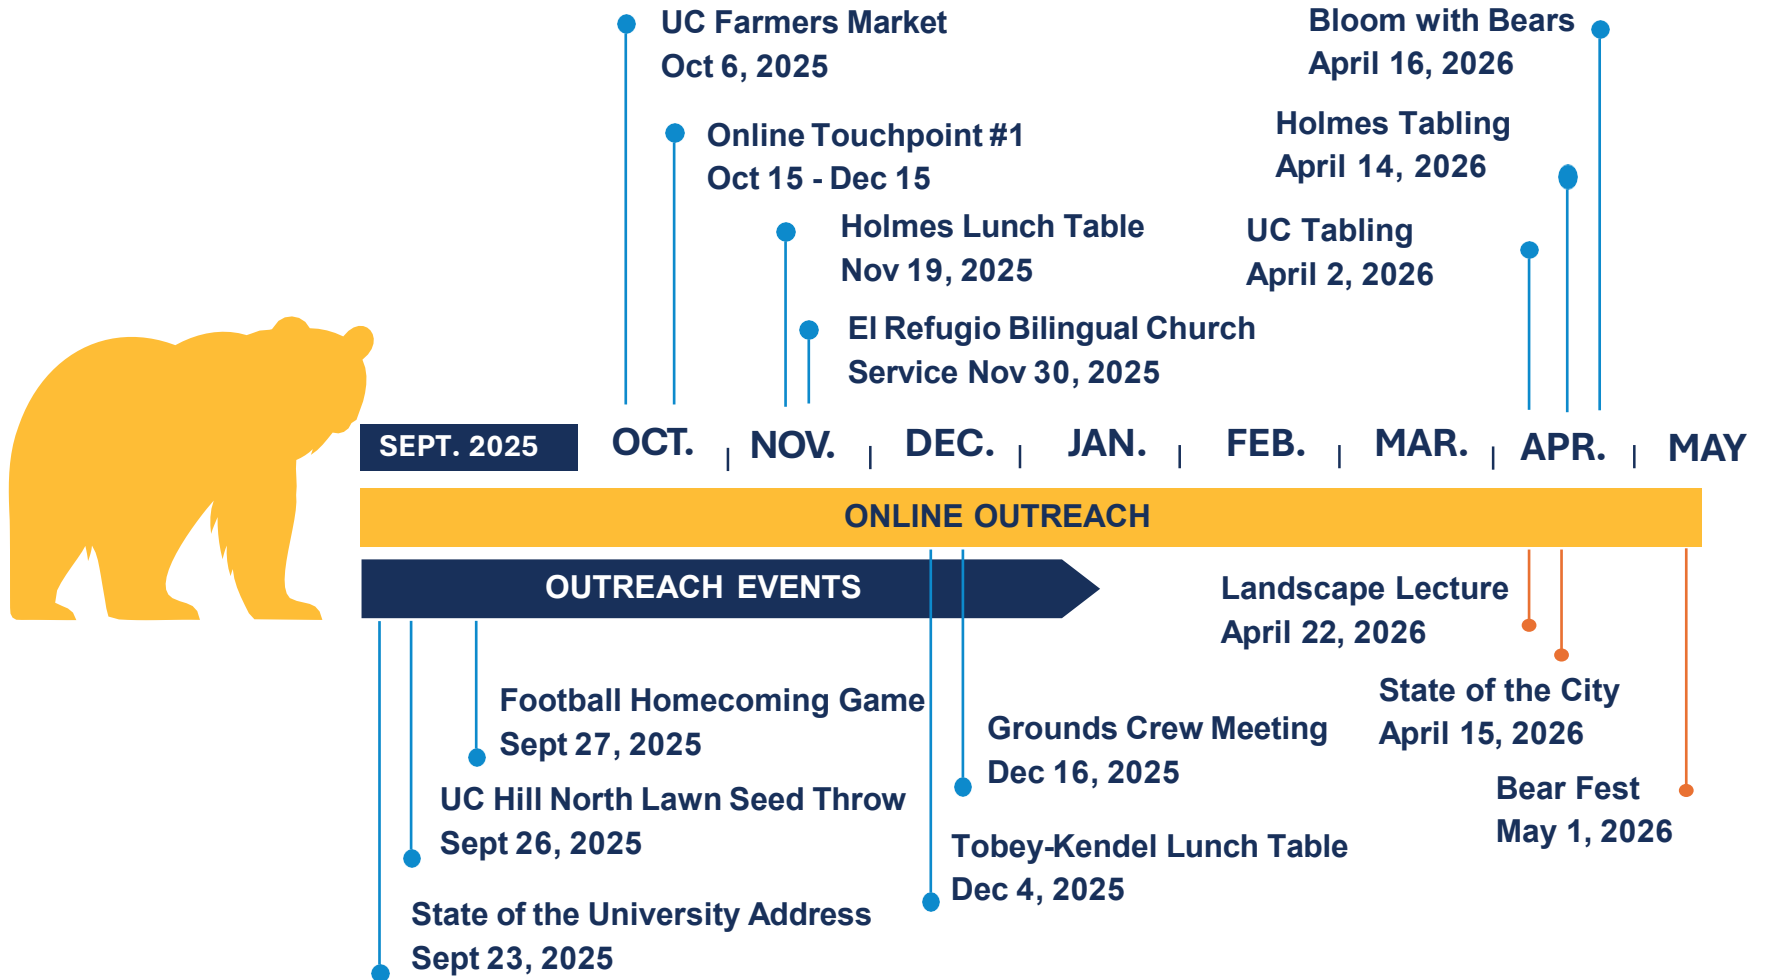 UC Farmers Market
Oct 6, 2025
Bloom with Bears
April 16, 2026
Online Touchpoint #1
Oct 15 - Dec 15
Holmes Tabling
April 14, 2026
Holmes Lunch Table
Nov 19, 2025
UC Tabling
April 2, 2026
El Refugio Bilingual Church
Service Nov 30, 2025
SEPT. 2025
OCT.
NOV.
DEC.
JAN.
FEB.
MAR.
APR.
MAY
ONLINE OUTREACH
OUTREACH EVENTS
Landscape Lecture
April 22, 2026
State of the City
April 15, 2026
Football Homecoming Game
Sept 27, 2025
Grounds Crew Meeting
Dec 16, 2025
Bear Fest
May 1, 2026
UC Hill North Lawn Seed Throw
Sept 26, 2025
Tobey-Kendel Lunch Table
Dec 4, 2025
State of the University Address
Sept 23, 2025